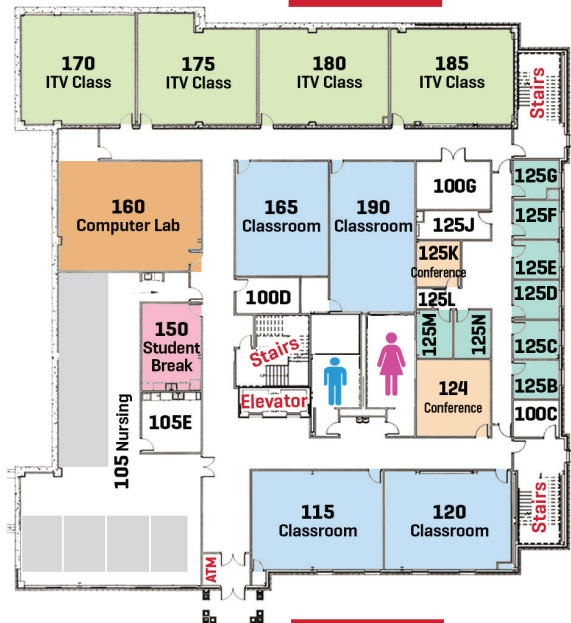 170
ITV Class
175
ITV Class
180
ITV Class
185
ITV Class
Stairs
160
Computer Lab
165
Classroom
190
Classroom
100G
125J
125K
Conference
125L
125M
125N
125G
125F
125E
125D
125C
125B
100C
100D
150
Student
Break
Stairs
Elevator
124
Conference
105E
105 Nursing
115
Classroom
120
Classroom
Stairs
ATM